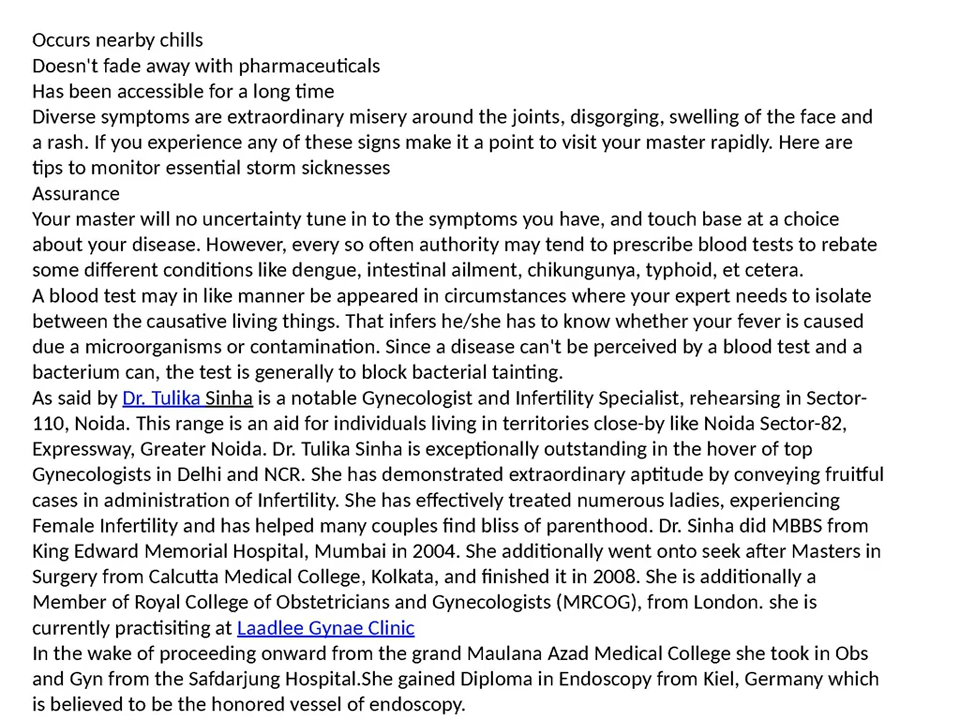 Occurs nearby chills
Doesn't fade away with pharmaceuticals
Has been accessible for a long time
Diverse symptoms are extraordinary misery around the joints, disgorging, swelling of the face and
a rash. If you experience any of these signs make it a point to visit your master rapidly. Here are
tips to monitor essential storm sicknesses
Assurance
Your master will no uncertainty tune in to the symptoms you have, and touch base at a choice
about your disease. However, every so often authority may tend to prescribe blood tests to rebate
some different conditions like dengue, intestinal ailment, chikungunya, typhoid, et cetera.
A blood test may in like manner be appeared in circumstances where your expert needs to isolate
between the causative living things. That infers he/she has to know whether your fever is caused
due a microorganisms or contamination. Since a disease can't be perceived by a blood test and a
bacterium can, the test is generally to block bacterial tainting.
As said by Dr. Tulika Sinha is a notable Gynecologist and Infertility Specialist, rehearsing in Sector-
110, Noida. This range is an aid for individuals living in territories close-by like Noida Sector-82,
Expressway, Greater Noida. Dr. Tulika Sinha is exceptionally outstanding in the hover of top
Gynecologists in Delhi and NCR. She has demonstrated extraordinary aptitude by conveying fruitful
cases in administration of Infertility. She has effectively treated numerous ladies, experiencing
Female Infertility and has helped many couples find bliss of parenthood. Dr. Sinha did MBBS from
King Edward Memorial Hospital, Mumbai in 2004. She additionally went onto seek after Masters in
Surgery from Calcutta Medical College, Kolkata, and finished it in 2008. She is additionally a
Member of Royal College of Obstetricians and Gynecologists (MRCOG), from London. she is
currently practisiting at Laadlee Gynae Clinic
In the wake of proceeding onward from the grand Maulana Azad Medical College she took in Obs
and Gyn from the Safdarjung Hospital.She gained Diploma in Endoscopy from Kiel, Germany which
is believed to be the honored vessel of endoscopy.